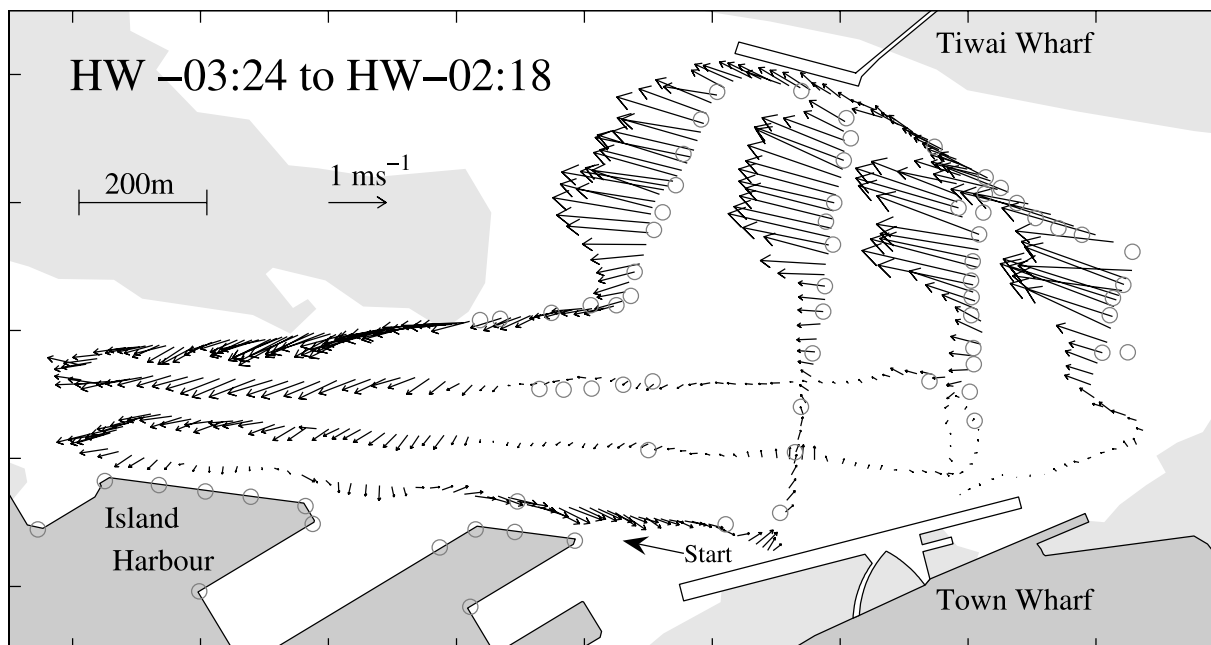 Tiwai Wharf
HW −03:24 to HW−02:18
200m
1 ms⁻¹
Island
Harbour
Start
Town Wharf